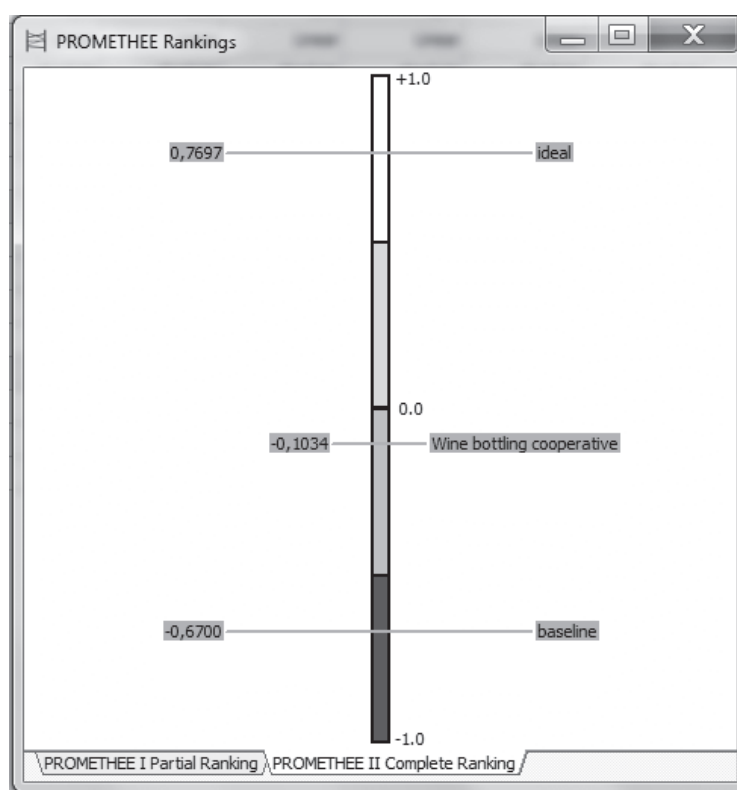 PROMETHEE Rankings
+1.0
0,7697 ideal
0.0
-0,1034 Wine bottling cooperative
-0,6700 baseline
-1.0
PROMETHEE I Partial Ranking PROMETHEE II Complete Ranking